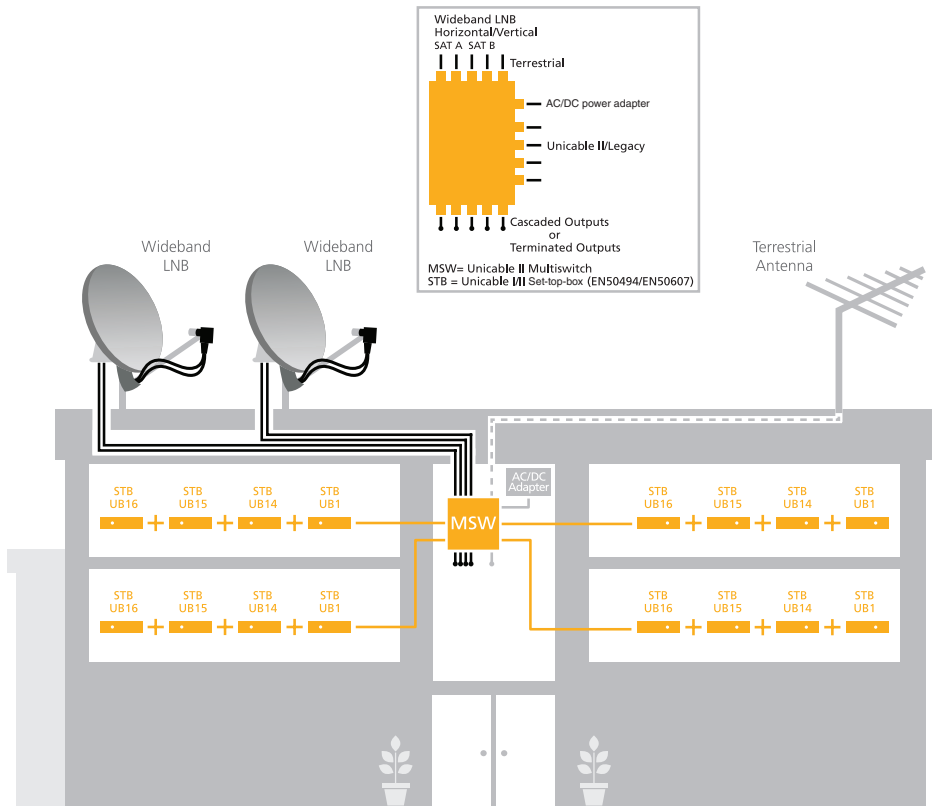 Wideband LNB
Horizontal/Vertical
SAT A SAT B
Terrestrial
AC/DC power adapter
Unicable II/Legacy
Cascaded Outputs
or
Terminated Outputs
MSW= Unicable II Multiswitch
STB = Unicable I/II Set-top-box (EN50494/EN50607)
Wideband
LNB
Wideband
LNB
Terrestrial
Antenna
AC/DC
Adapter
MSW
STB
UB16
STB
UB15
STB
UB14
STB
UB1
STB
UB16
STB
UB15
STB
UB14
STB
UB1
STB
UB16
STB
UB15
STB
UB14
STB
UB1
STB
UB16
STB
UB15
STB
UB14
STB
UB1